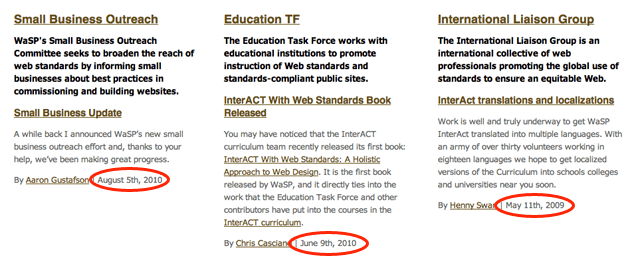 Small Business Outreach
WaSP's Small Business Outreach
Committee seeks to broaden the reach of
web standards by informing small
businesses about best practices in
commissioning and building websites.
Small Business Update
A while back I announced WaSP's new small
business outreach effort and, thanks to your
help, we've been making great progress.
By Aaron Gustafson | August 5th, 2010
Education TF
The Education Task Force works with
educational institutions to promote
instruction of Web standards and
standards-compliant public sites.
InterACT With Web Standards Book
Released
You may have noticed that the InterACT
curriculum team recently released its first book:
InterACT With Web Standards: A Holistic
Approach to Web Design. It is the first book
released by WaSP, and it directly ties into the
work that the Education Task Force and other
contributors have put into the courses in the
InterACT curriculum.
By Chris Casciano | June 9th, 2010
International Liaison Group
The International Liaison Group is an
international collective of web
professionals promoting the global use of
standards to ensure an equitable Web.
InterAct translations and localizations
Work is well and truly underway to get WaSP
InterAct translated into multiple languages. With
an army of over thirty volunteers working in
eighteen languages we hope to get localized
versions of the Curriculum into schools colleges
and universities near you soon.
By Henny Swan | May 11th, 2009